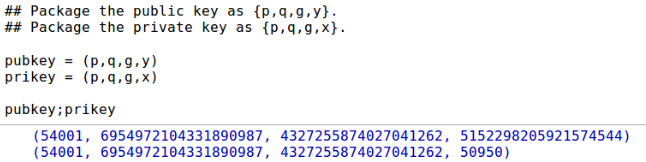 ## Package the public key as {p,q,g,y}.
## Package the private key as {p,q,g,x}.
pubkey = (p,q,g,y)
prikey = (p,q,g,x)
pubkey;prikey
(54001, 6954972104331890987, 4327255874027041262, 5152298205921574544)
(54001, 6954972104331890987, 4327255874027041262, 50950)